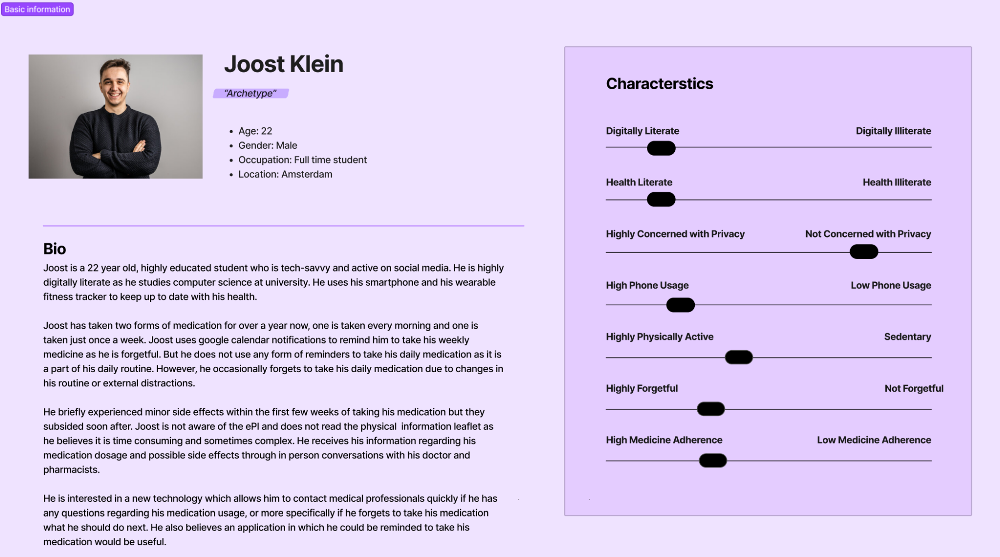 Basic information
Joost Klein
“Archetype”
• Age: 22
• Gender: Male
• Occupation: Full time student
• Location: Amsterdam
Bio
Joost is a 22 year old, highly educated student who is tech-savvy and active on social media. He is highly
digitally literate as he studies computer science at university. He uses his smartphone and his wearable
fitness tracker to keep up to date with his health.
Joost has taken two forms of medication for over a year now, one is taken every morning and one is
taken just once a week. Joost uses google calendar notifications to remind him to take his weekly
medicine as he is forgetful. But he does not use any form of reminders to take his daily medication as it is
a part of his daily routine. However, he occasionally forgets to take his daily medication due to changes in
his routine or external distractions.
He briefly experienced minor side effects within the first few weeks of taking his medication but they
subsided soon after. Joost is not aware of the ePI and does not read the physical  information leaflet as
he believes it is time consuming and sometimes complex. He receives his information regarding his
medication dosage and possible side effects through in person conversations with his doctor and
pharmacists.
He is interested in a new technology which allows him to contact medical professionals quickly if he has
any questions regarding his medication usage, or more specifically if he forgets to take his medication
what he should do next. He also believes an application in which he could be reminded to take his
medication would be useful.
Characterstics
Digitally Literate Digitally Illiterate
Health Literate Health Illiterate
Highly Concerned with Privacy Not Concerned with Privacy
High Phone Usage Low Phone Usage
Highly Physically Active Sedentary
Highly Forgetful Not Forgetful
High Medicine Adherence Low Medicine Adherence